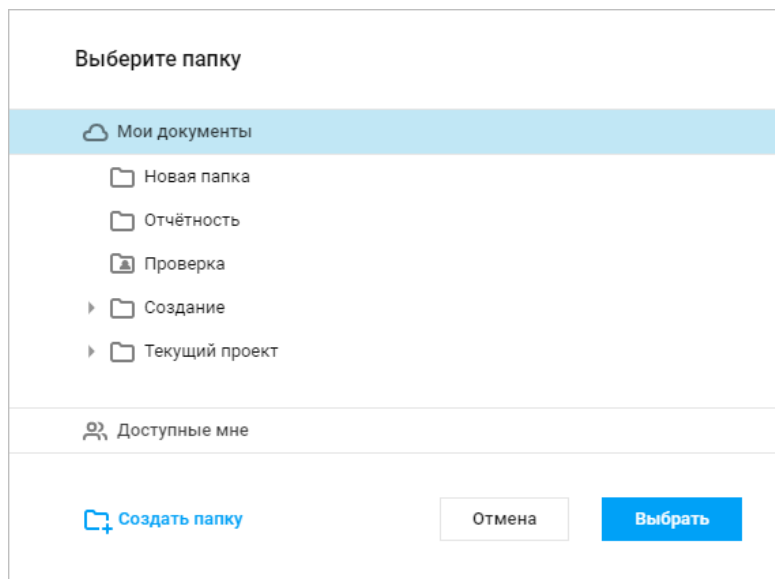 Выберите папку
Мои документы
Новая папка
Отчётность
Проверка
Создание
Текущий проект
Доступные мне
Создать папку Отмена Выбрать